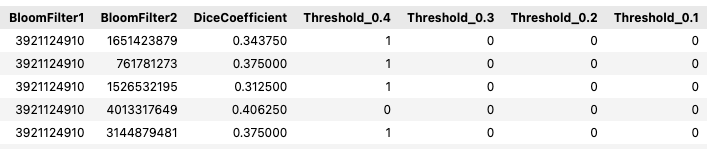 BloomFilter1 BloomFilter2 DiceCoefficient Threshold_0.4 Threshold_0.3 Threshold_0.2 Threshold_0.1
3921124910 1651423879 0.343750 1 0 0 0
3921124910 761781273 0.375000 1 0 0 0
3921124910 1526532195 0.312500 1 0 0 0
3921124910 4013317649 0.406250 0 0 0 0
3921124910 3144879481 0.375000 1 0 0 0